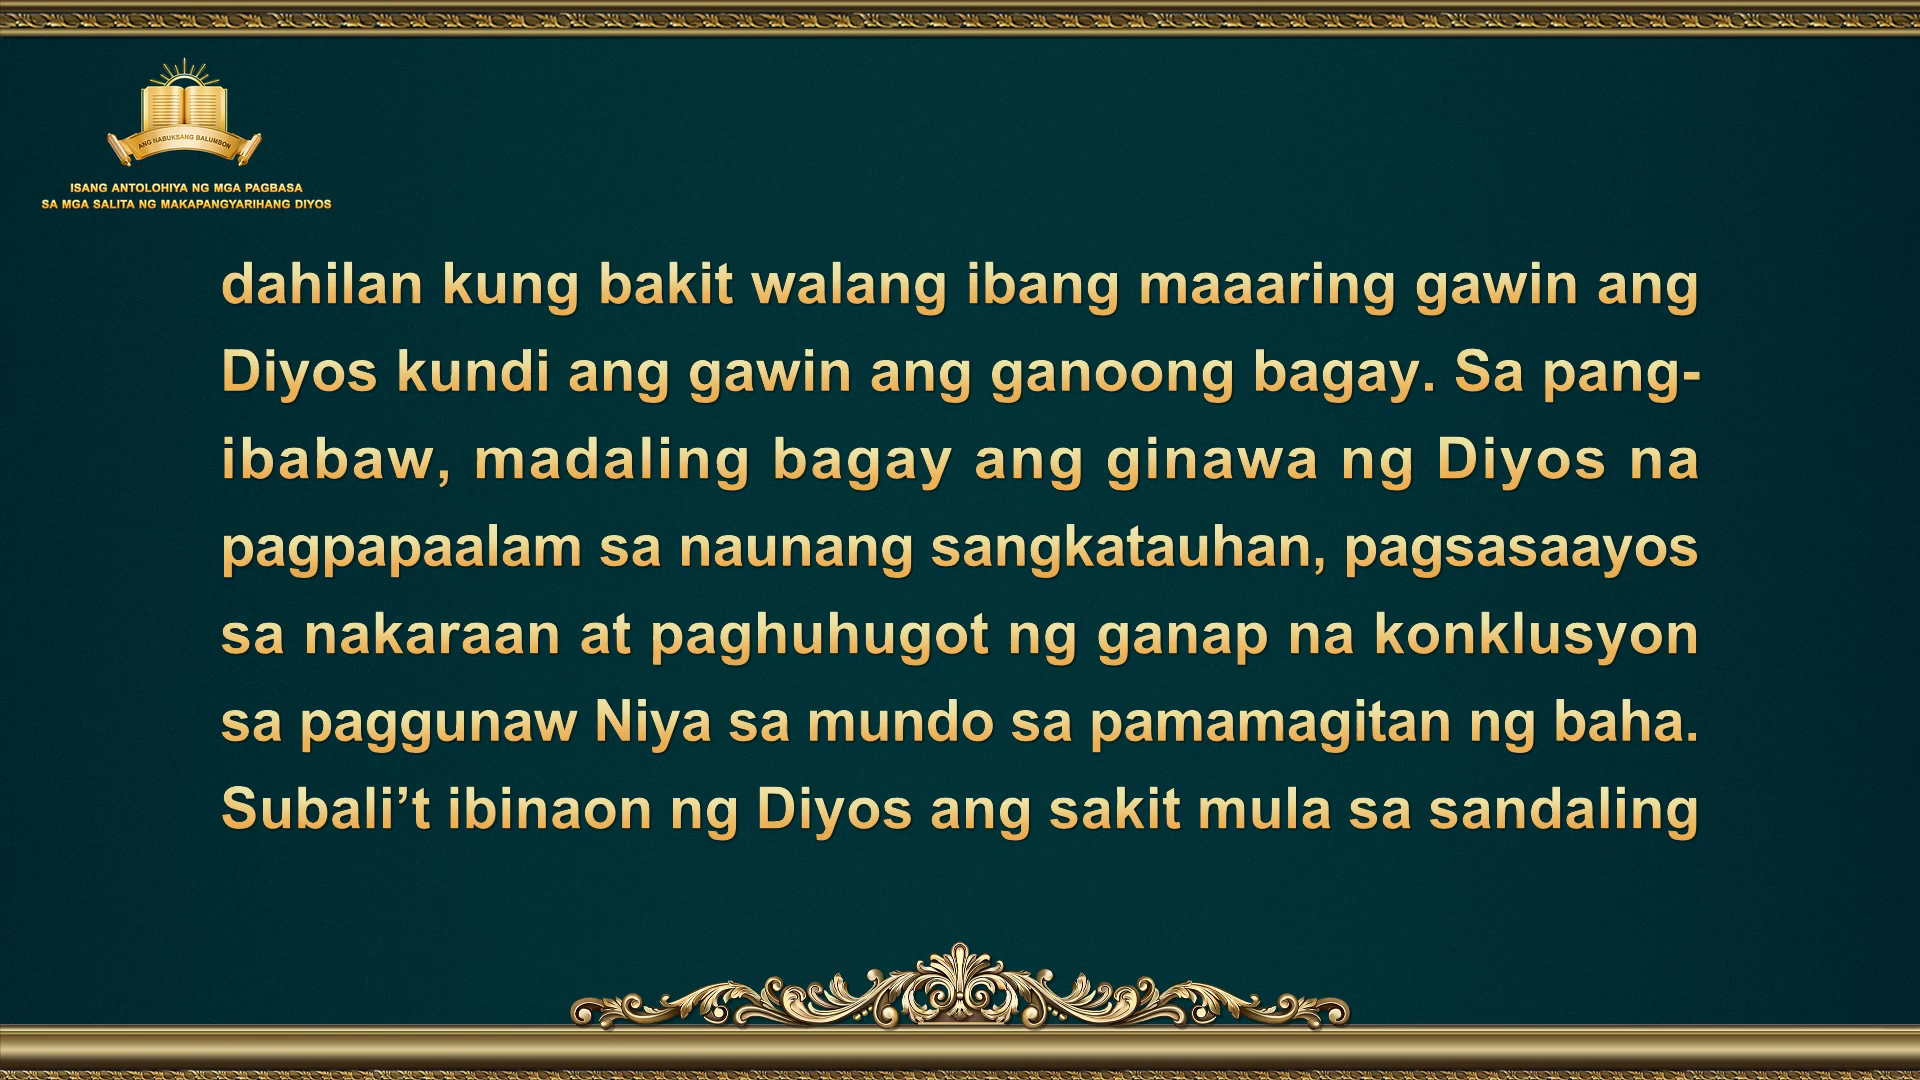 ANG NABUKSANG BALUMBON
ISANG ANTOLOHIYA NG MGA PAGBASA
SA MGA SALITA NG MAKAPANGYARIHANG DIYOS
dahilan kung bakit walang ibang maaaring gawin ang
Diyos kundi ang gawin ang ganoong bagay. Sa pang-
ibabaw, madaling bagay ang ginawa ng Diyos na
pagpapaalam sa naunang sangkatauhan, pagsasaayos
sa nakaraan at paghuhugot ng ganap na konklusyon
sa paggunaw Niya sa mundo sa pamamagitan ng baha.
Subali’t ibinaon ng Diyos ang sakit mula sa sandaling